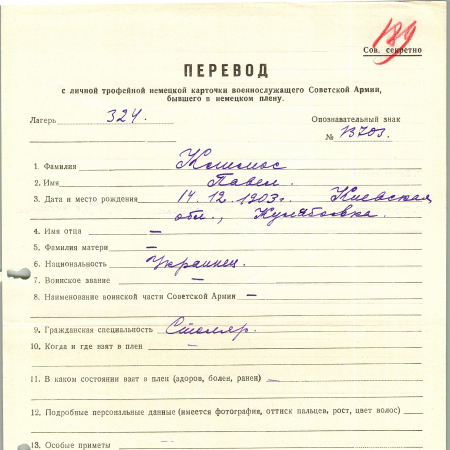 189
Сов. секретно
ПЕРЕВОД
с личной трофейной немецкой карточки военнослужащего Советской Армии,
бывшего в немецком плену.
Лагерь 324. Опознавательный знак
№ 13703.
1. Фамилия Климос
2. Имя Павел.
3. Дата и место рождения 14.12.1903г. Киевская
обл., Кулябовка.
4. Имя отца —
5. Фамилия матери —
6. Национальность Украинец.
7. Воинское звание —
8. Наименование воинской части Советской Армии —
9. Гражданская специальность Столяр.
10. Когда и где взят в плен —
11. В каком состоянии взят в плен (здоров, болен, ранен) —
12. Подробные персональные данные (имеется фотография, оттиск пальцев, рост, цвет волос)
13. Особые приметы —